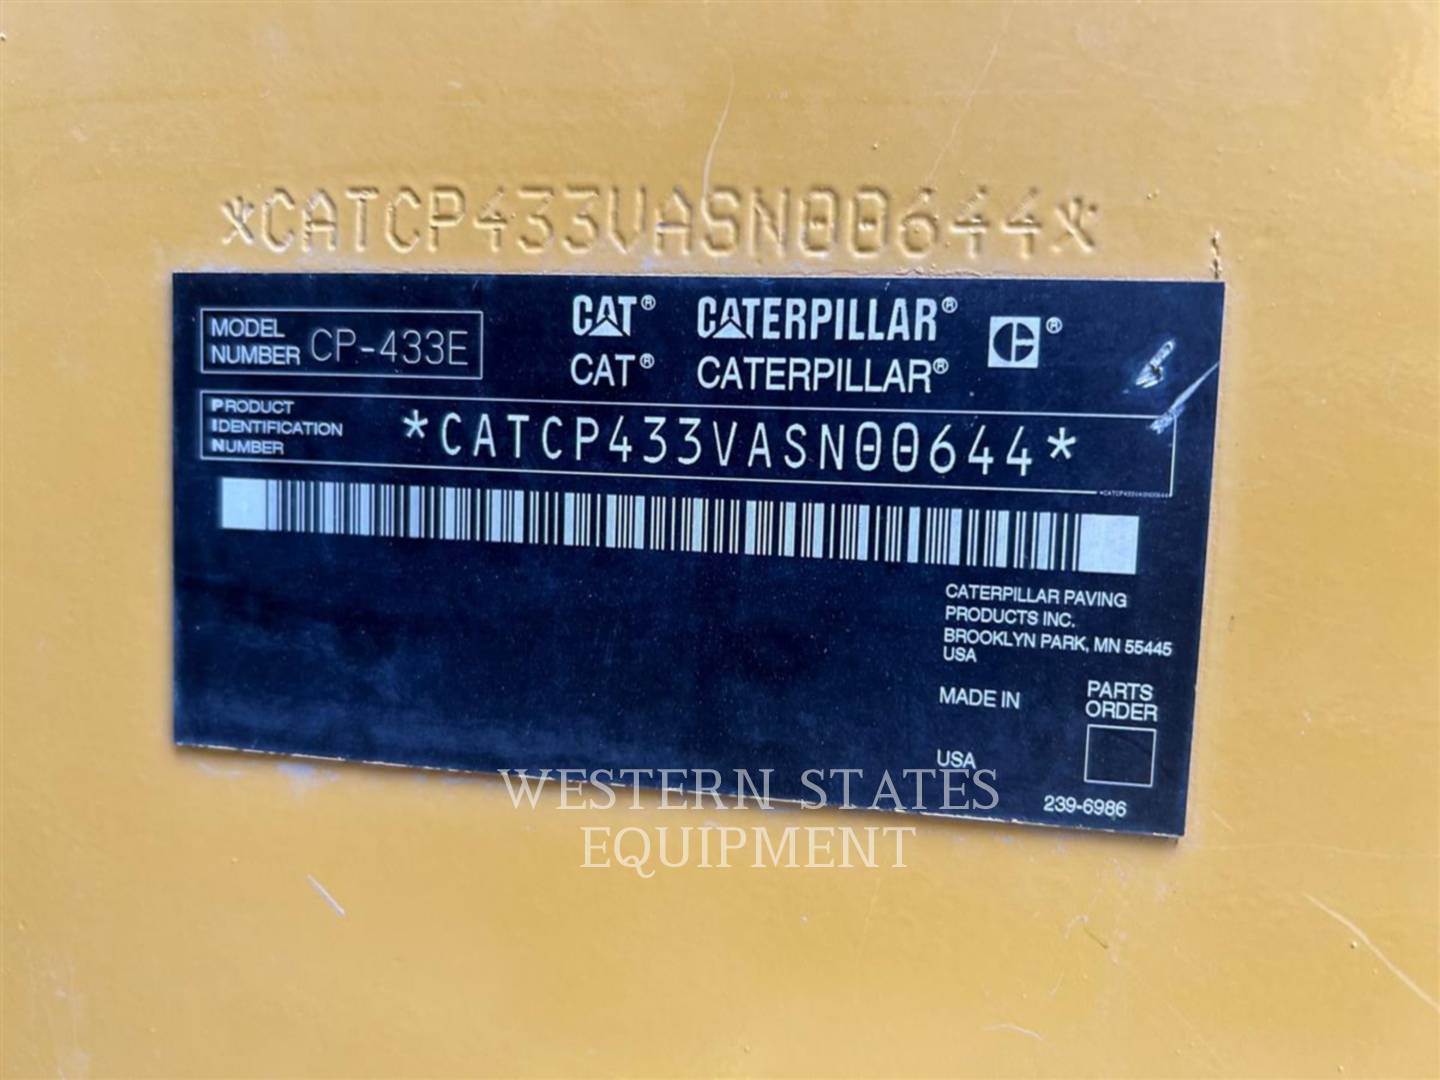 *CATCP433VASN00644*
MODEL NUMBER CP-433E
CAT® CATERPILLAR® C ®
CAT® CATERPILLAR®
PRODUCT IDENTIFICATION NUMBER *CATCP433VASN00644*
*CATCP433VASN00644*
CATERPILLAR PAVING
PRODUCTS INC.
BROOKLYN PARK, MN 55445
USA
MADE IN
USA
PARTS
ORDER
239-6986
WESTERN STATES
EQUIPMENT